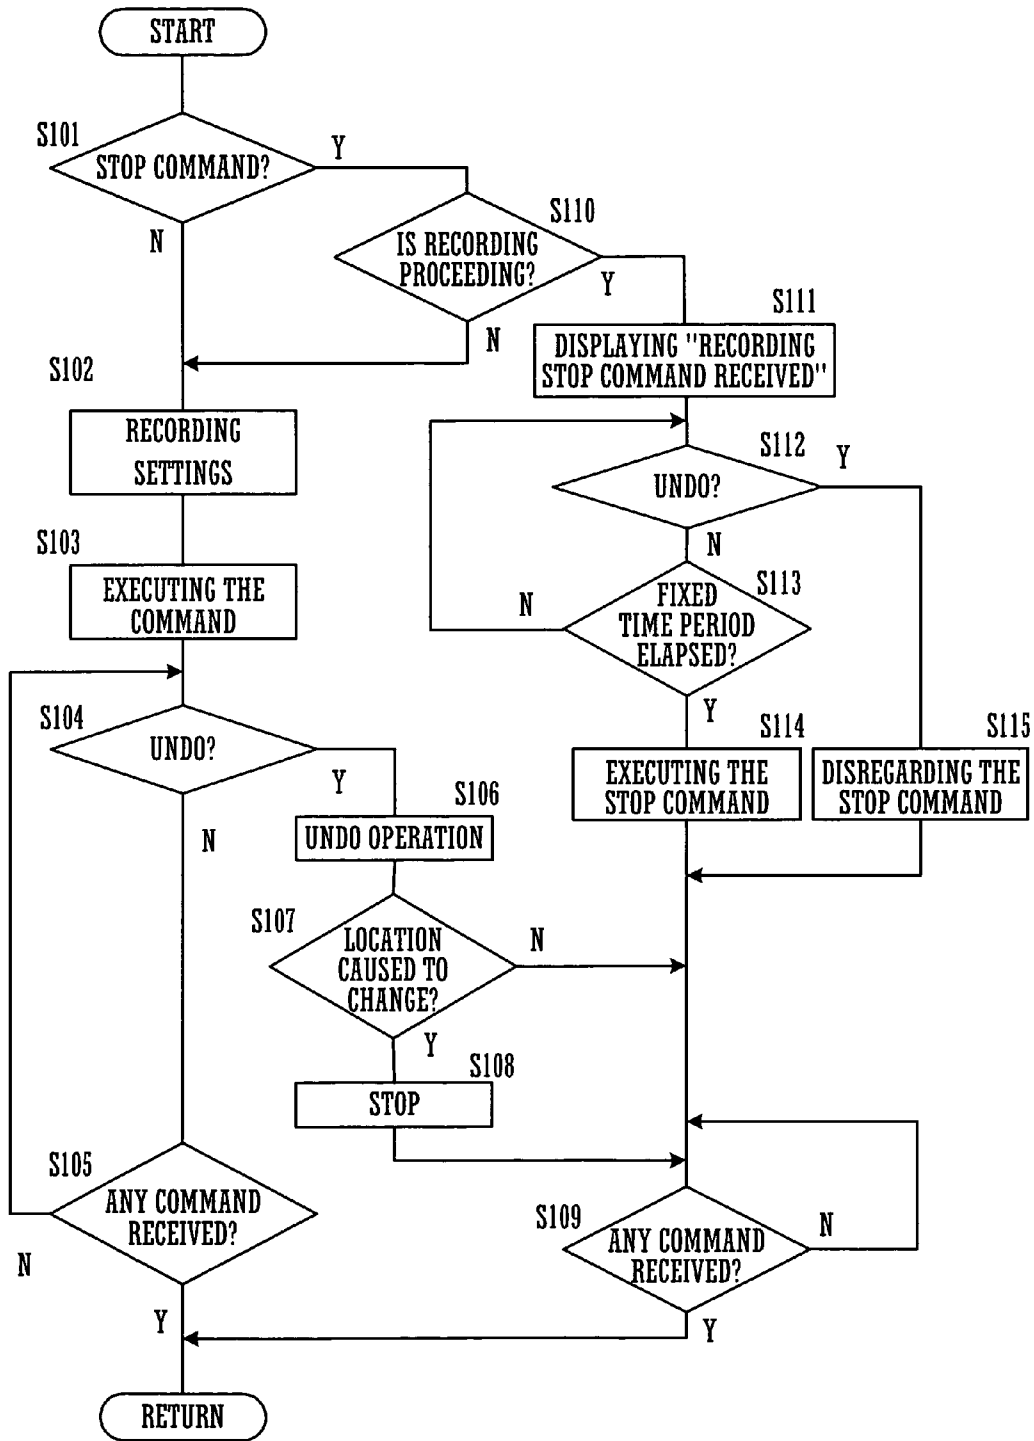 START
S101
STOP COMMAND?
Y
N
S110
IS RECORDING
PROCEEDING?
Y
N
S111
DISPLAYING "RECORDING
STOP COMMAND RECEIVED"
S102
RECORDING
SETTINGS
S112
UNDO?
Y
N
S103
EXECUTING THE
COMMAND
S113
FIXED
TIME PERIOD
ELAPSED?
N
Y
S104
UNDO?
Y
N
S114
EXECUTING THE
STOP COMMAND
S115
DISREGARDING THE
STOP COMMAND
S106
UNDO OPERATION
S107
LOCATION
CAUSED TO
CHANGE?
N
Y
S108
STOP
S105
ANY COMMAND
RECEIVED?
N
Y
S109
ANY COMMAND
RECEIVED?
N
Y
RETURN